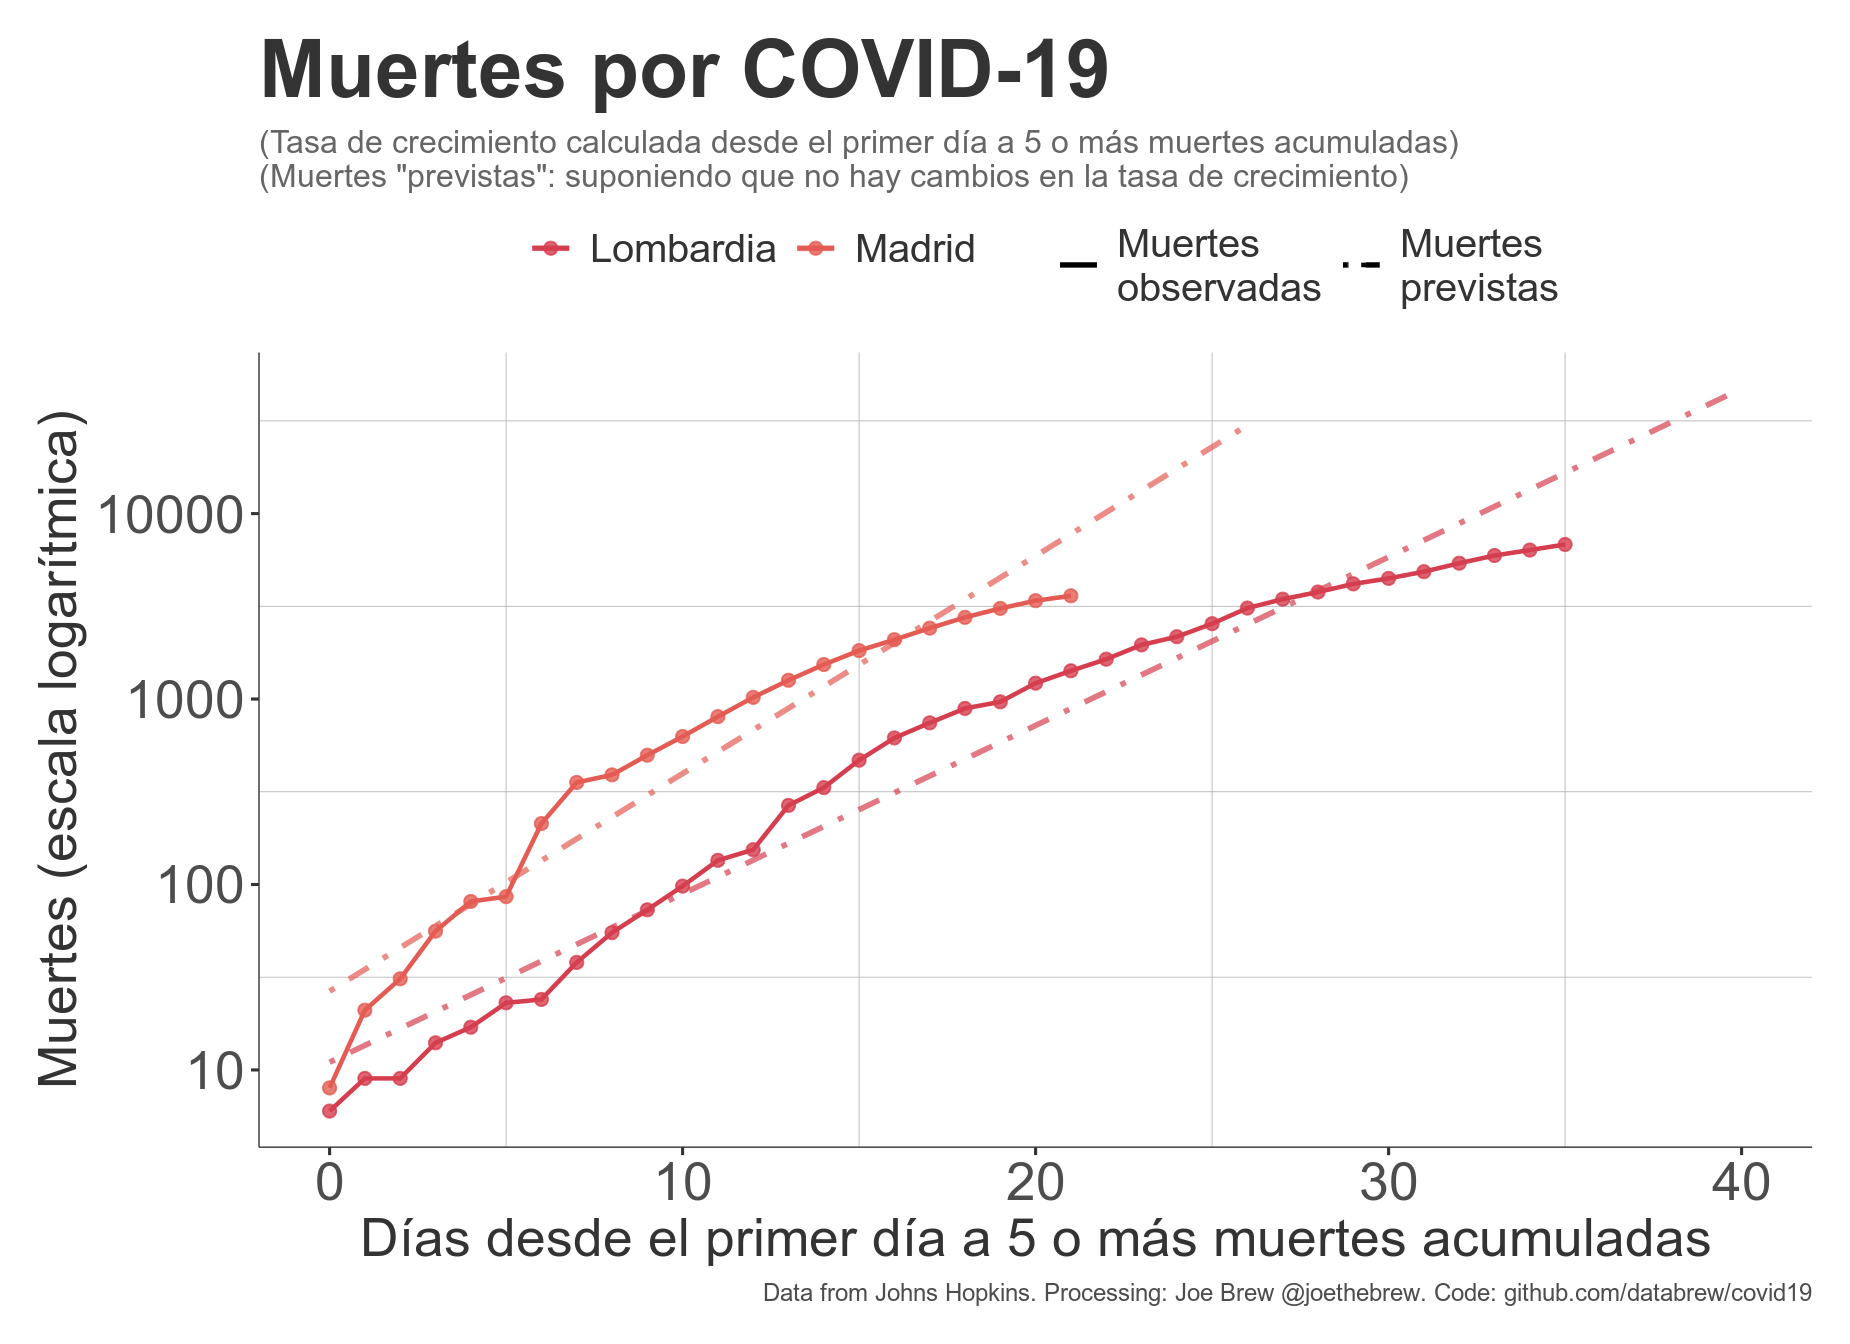 Muertes por COVID-19
(Tasa de crecimiento calculada desde el primer día a 5 o más muertes acumuladas)
(Muertes "previstas": suponiendo que no hay cambios en la tasa de crecimiento)
Lombardia
Madrid
Muertes
observadas
Muertes
previstas
Muertes (escala logarítmica)
10000
1000
100
10
0 10 20 30 40
Días desde el primer día a 5 o más muertes acumuladas
Data from Johns Hopkins. Processing: Joe Brew @joethebrew. Code: github.com/databrew/covid19